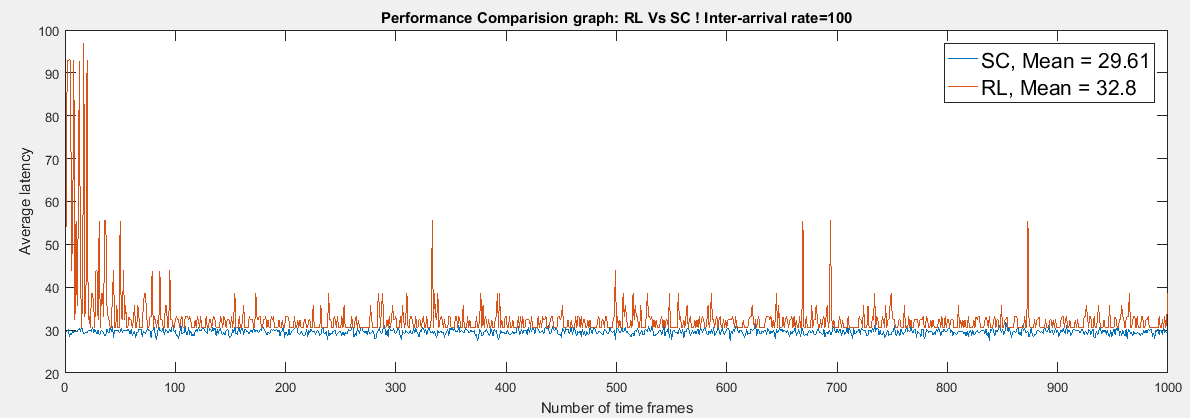 Performance Comparision graph: RL Vs SC ! Inter-arrival rate=100
SC, Mean = 29.61
RL, Mean = 32.8
Average latency
100
90
80
70
60
50
40
30
20
0 100 200 300 400 500 600 700 800 900 1000
Number of time frames